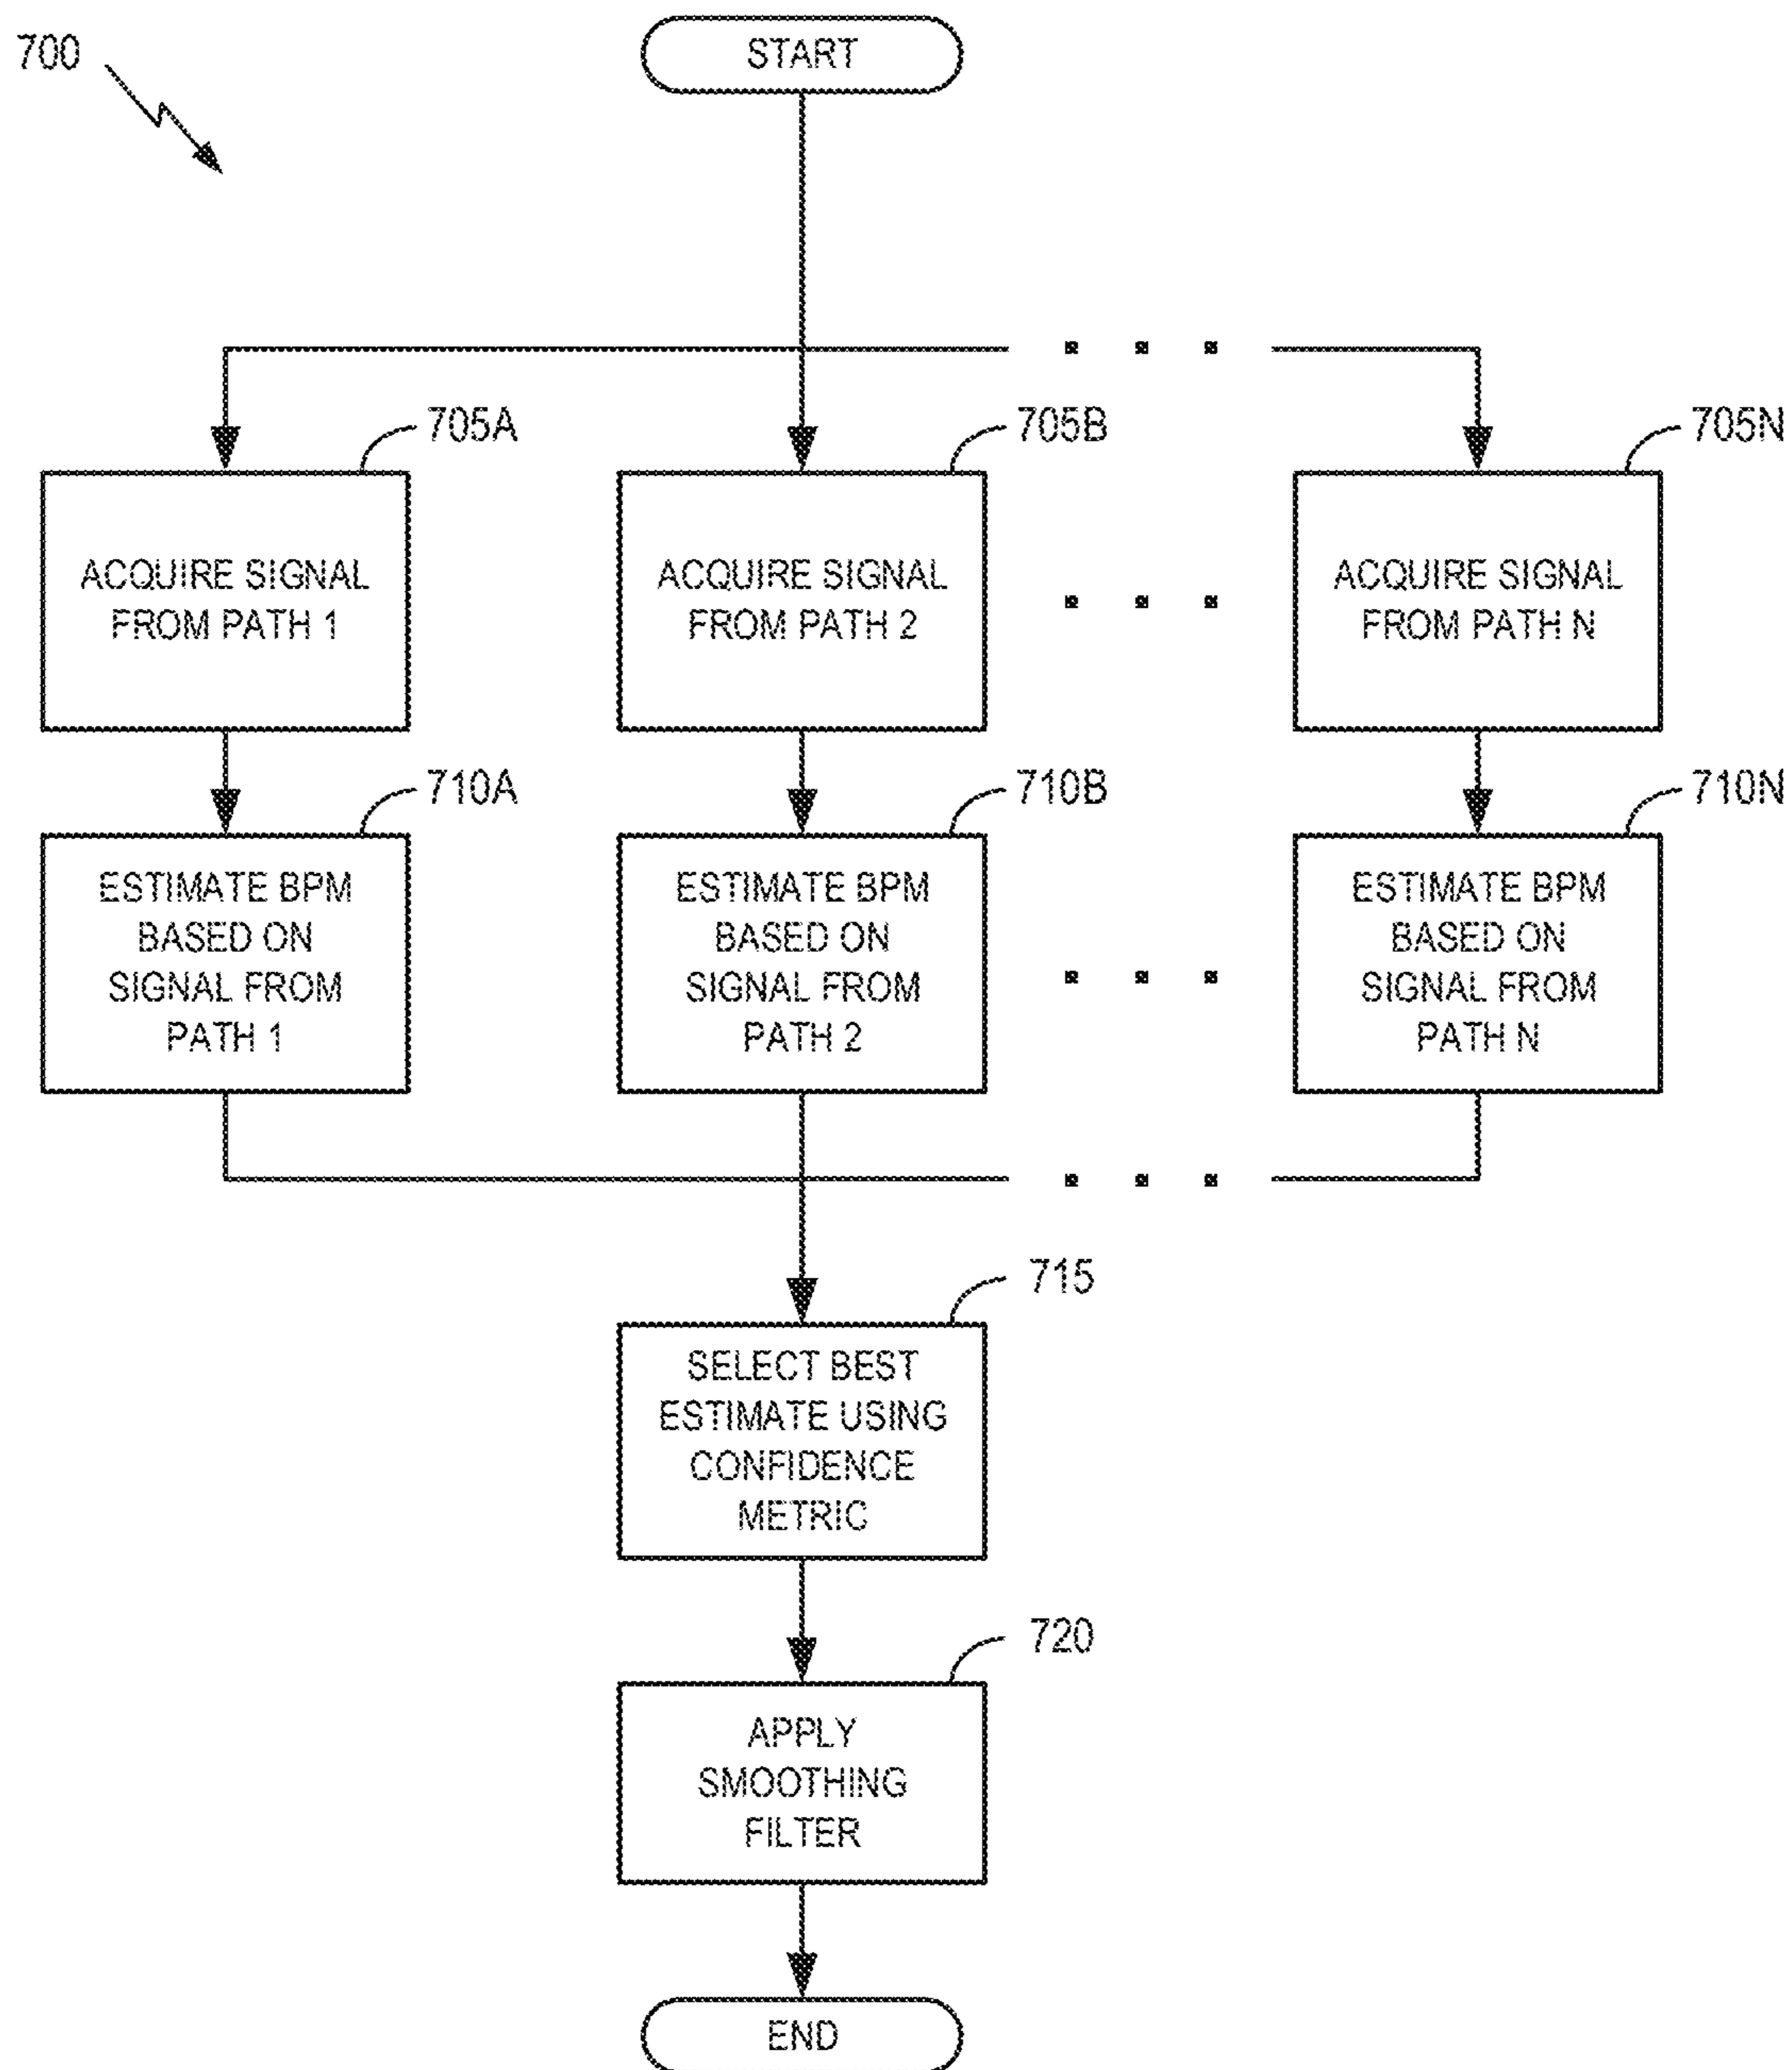 700
START
705A
705B
705N
ACQUIRE SIGNAL
FROM PATH 1
ACQUIRE SIGNAL
FROM PATH 2
ACQUIRE SIGNAL
FROM PATH N
710A
710B
710N
ESTIMATE BPM
BASED ON
SIGNAL FROM
PATH 1
ESTIMATE BPM
BASED ON
SIGNAL FROM
PATH 2
ESTIMATE BPM
BASED ON
SIGNAL FROM
PATH N
715
SELECT BEST
ESTIMATE USING
CONFIDENCE
METRIC
720
APPLY
SMOOTHING
FILTER
END